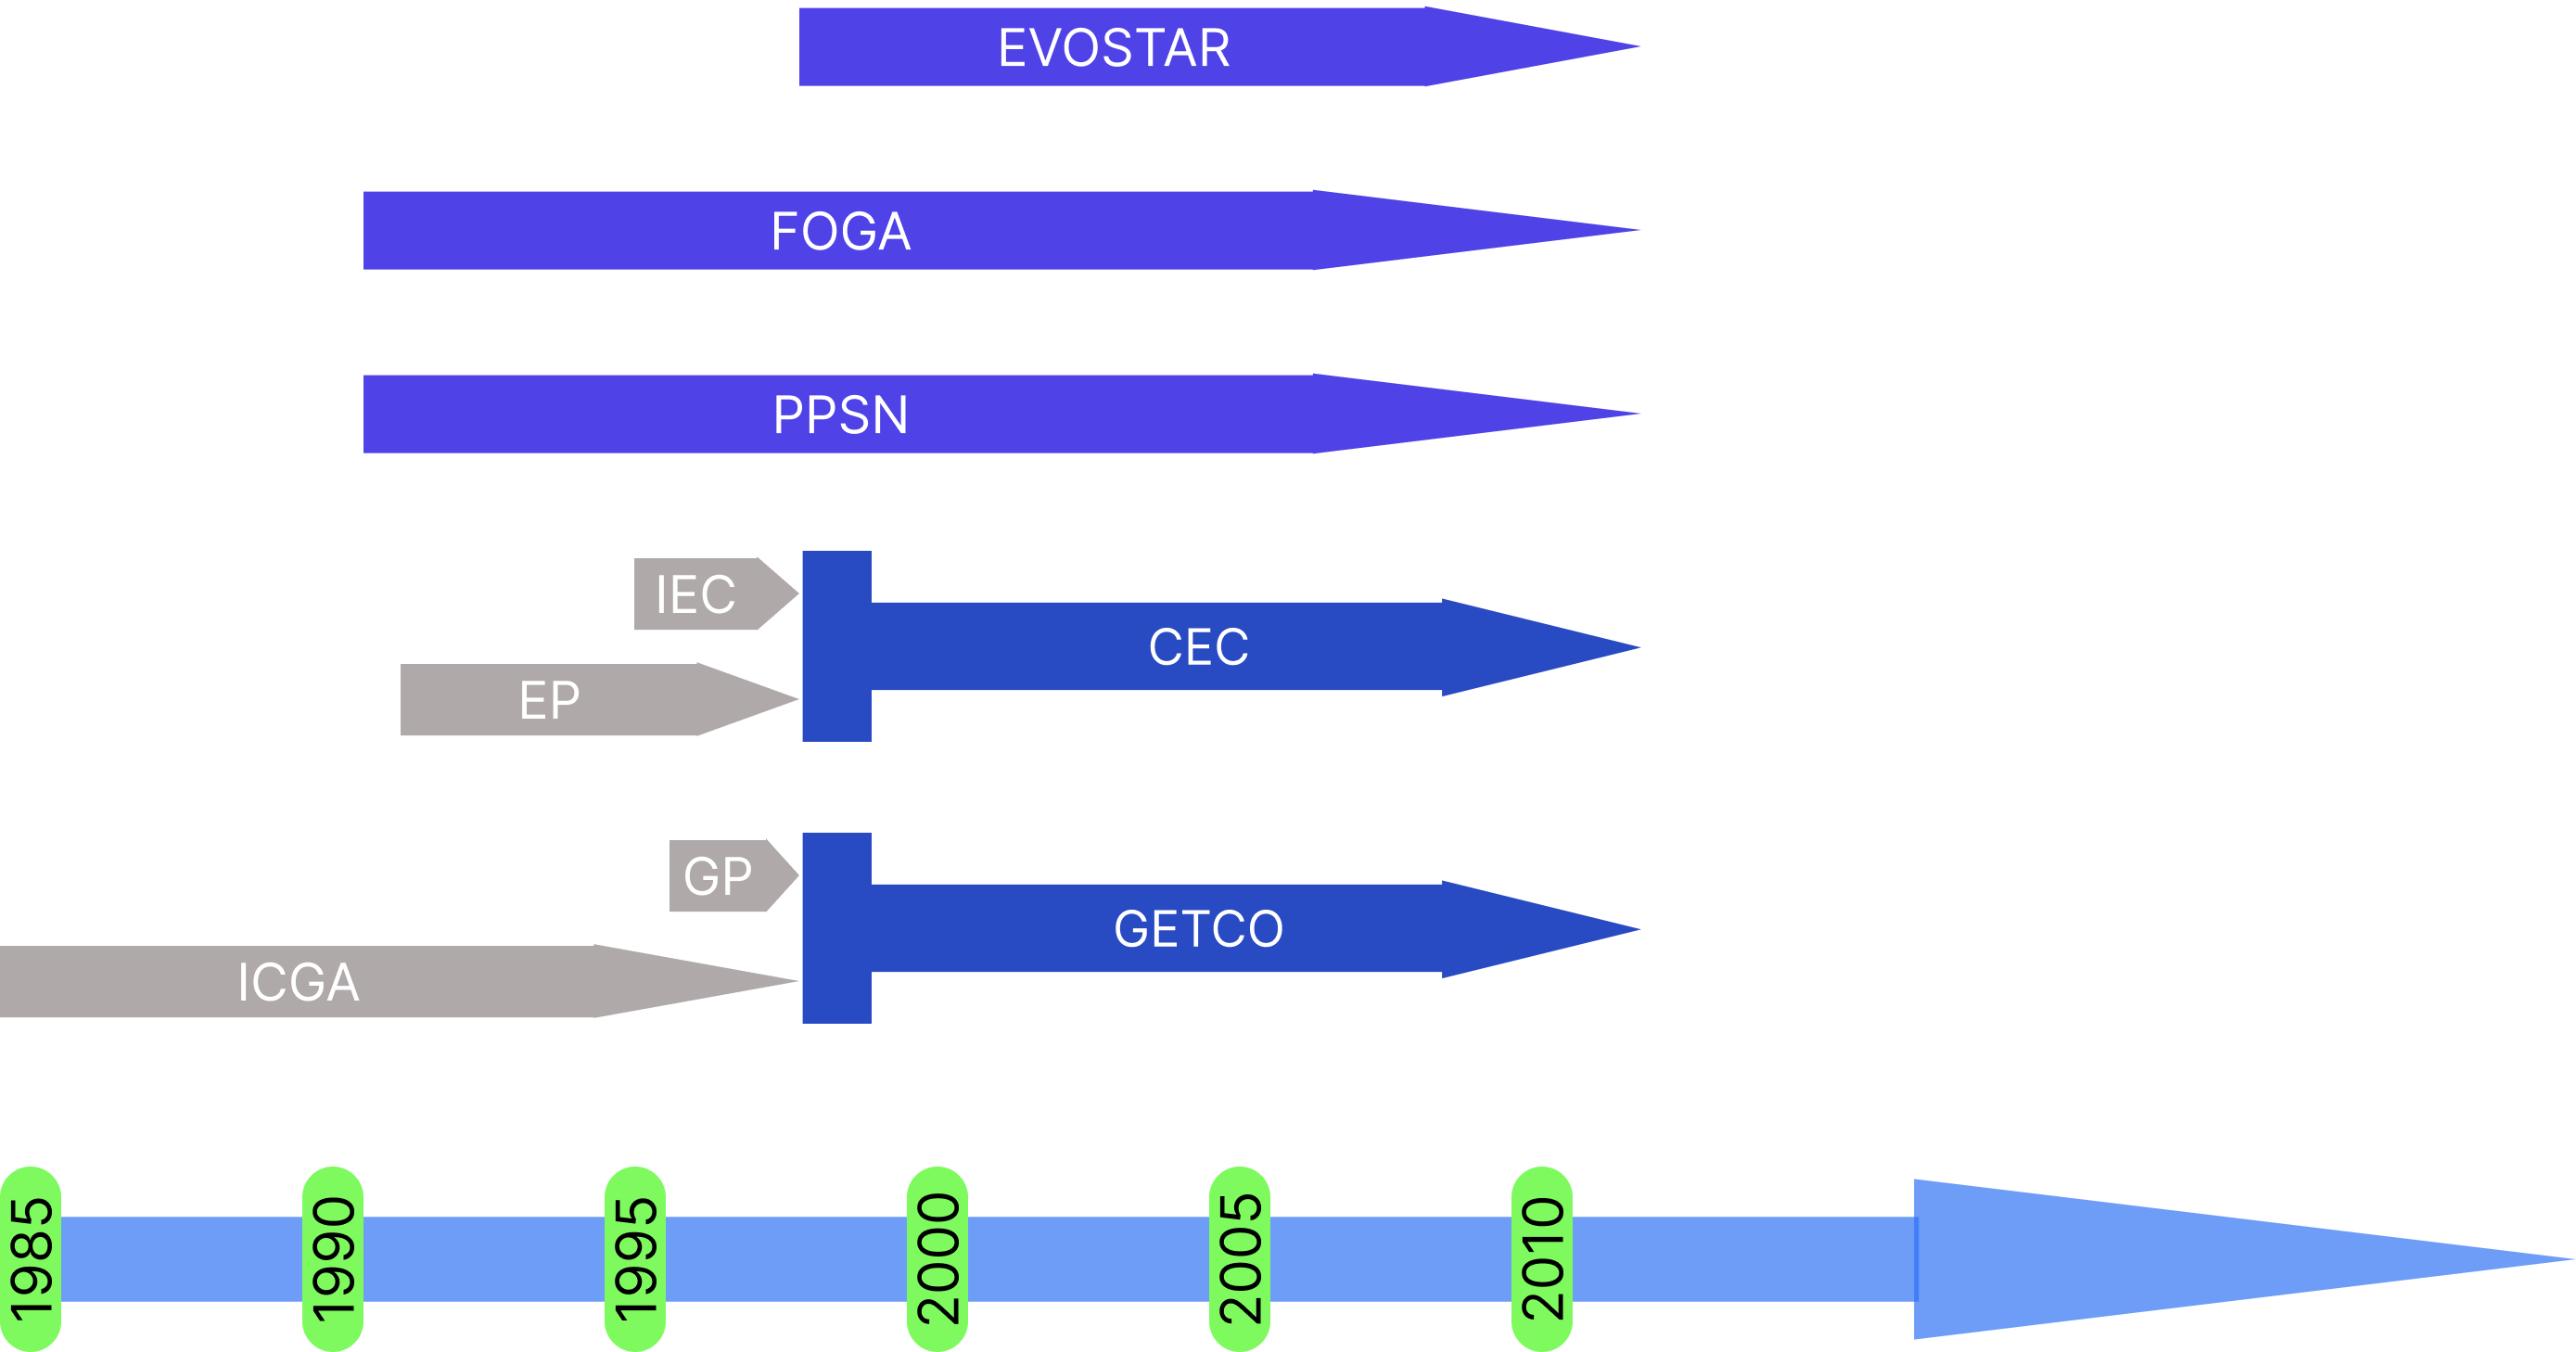 EVOSTAR
FOGA
PPSN
IEC
CEC
EP
GP
GETCO
ICGA
1985
1990
1995
2000
2005
2010